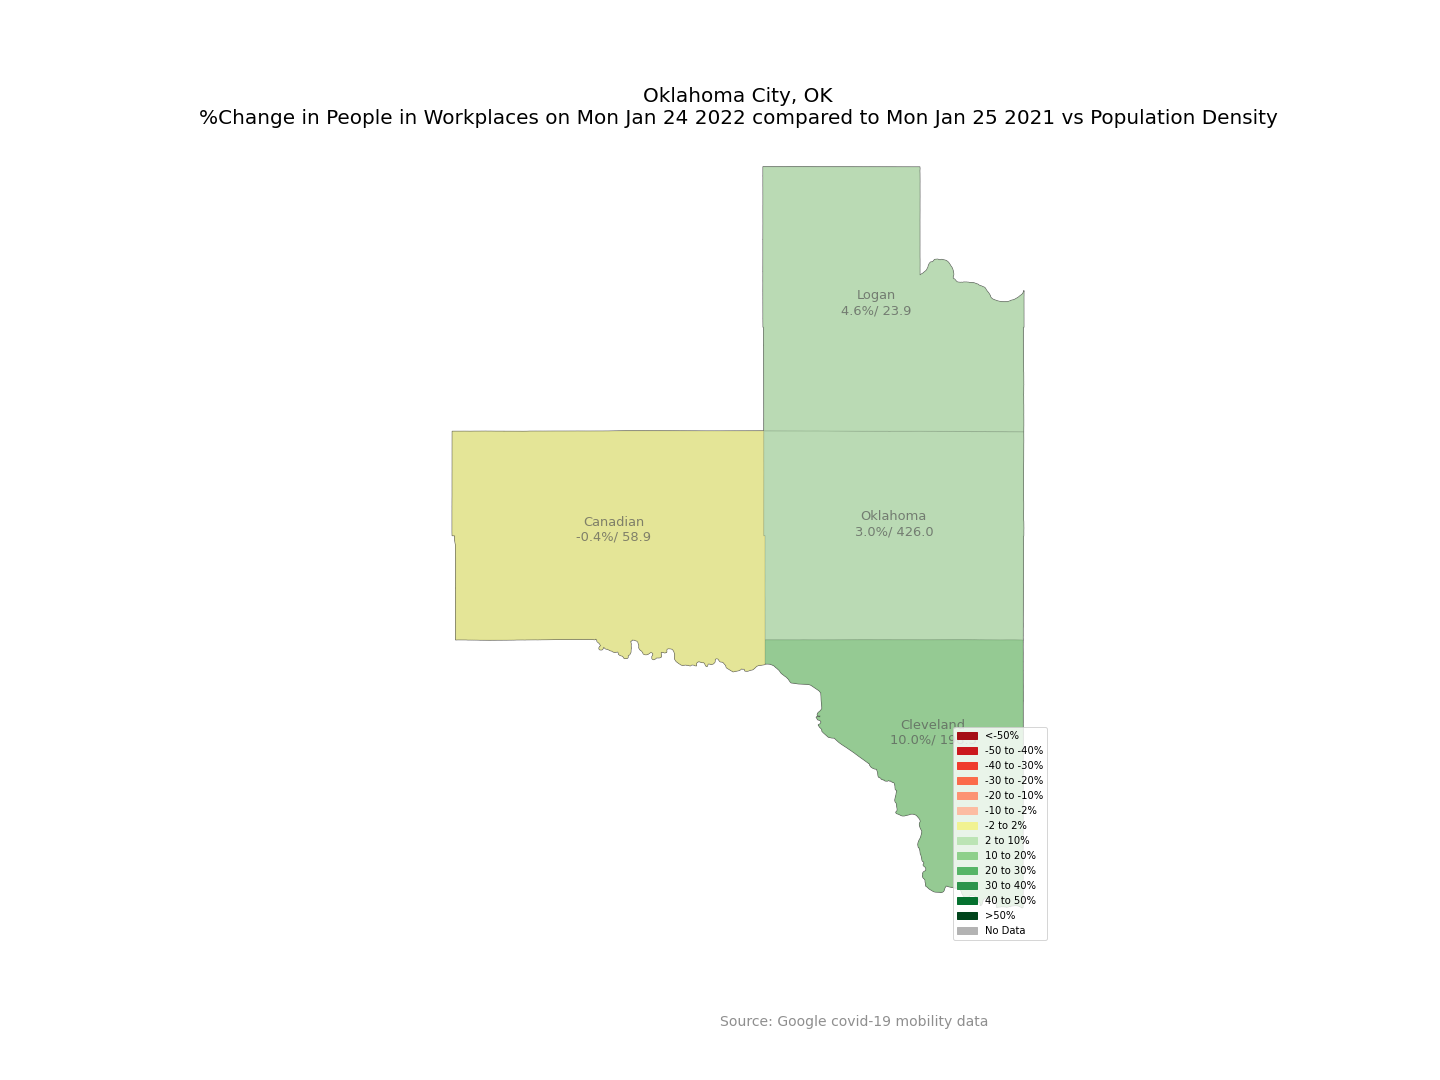 Oklahoma City, OK
%Change in People in Workplaces on Mon Jan 24 2022 compared to Mon Jan 25 2021 vs Population Density
Logan
4.6%/ 23.9
Canadian
-0.4%/ 58.9
Oklahoma
3.0%/ 426.0
Cleveland
10.0%/
<-50%
-50 to -40%
-40 to -30%
-30 to -20%
-20 to -10%
-10 to -2%
-2 to 2%
2 to 10%
10 to 20%
20 to 30%
30 to 40%
40 to 50%
>50%
No Data
Source: Google covid-19 mobility data